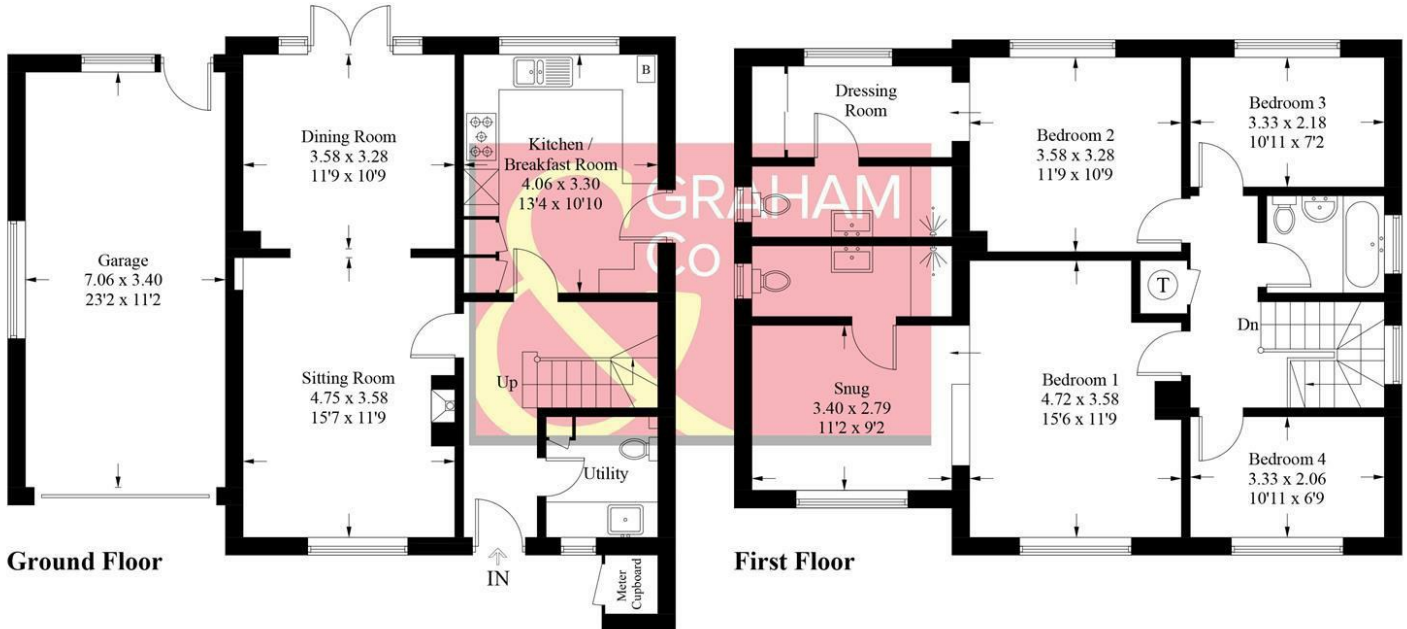 Garage
7.06 x 3.40
23'2 x 11'2
Dining Room
3.58 x 3.28
11'9 x 10'9
Kitchen /
Breakfast Room
4.06 x 3.30
13'4 x 10'10
B
Sitting Room
4.75 x 3.58
15'7 x 11'9
Up
Utility
IN
Meter
Cupboard
Ground Floor
&
GRAHAM
Co
Dressing
Room
Bedroom 2
3.58 x 3.28
11'9 x 10'9
Bedroom 3
3.33 x 2.18
10'11 x 7'2
T
Dn
Snug
3.40 x 2.79
11'2 x 9'2
Bedroom 1
4.72 x 3.58
15'6 x 11'9
Bedroom 4
3.33 x 2.06
10'11 x 6'9
First Floor